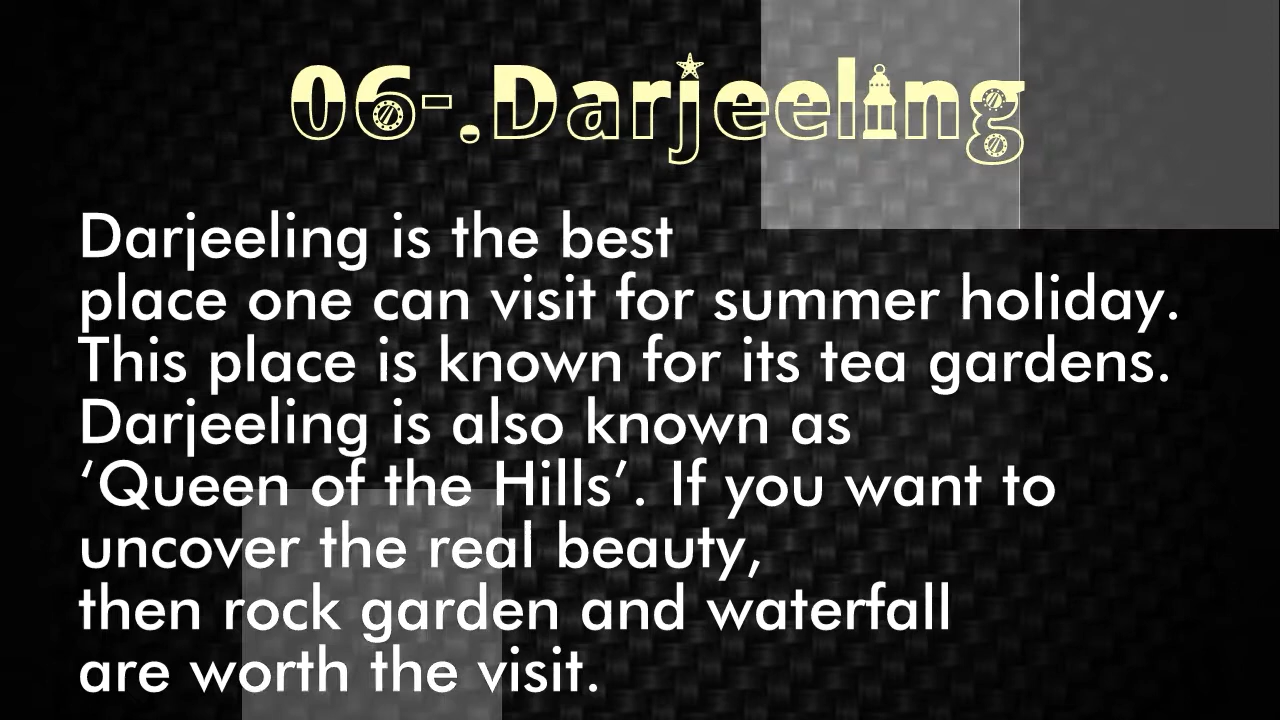 06-.Darjeeling
Darjeeling is the best
place one can visit for summer holiday.
This place is known for its tea gardens.
Darjeeling is also known as
‘Queen of the Hills’. If you want to
uncover the real beauty,
then rock garden and waterfall
are worth the visit.